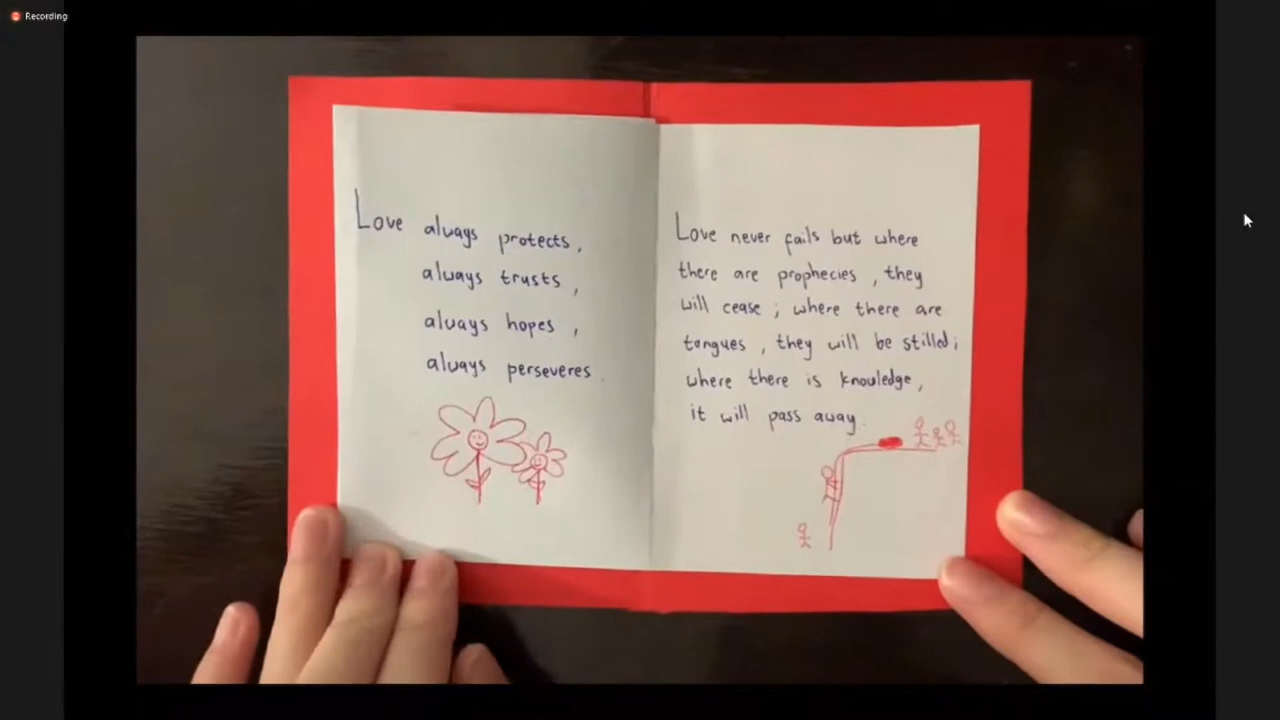 Recording
Love always protects,
always trusts,
always hopes,
always perseveres.
Love never fails but where
there are prophecies, they
will cease; where there are
tongues, they will be stilled;
where there is knowledge,
it will pass away.